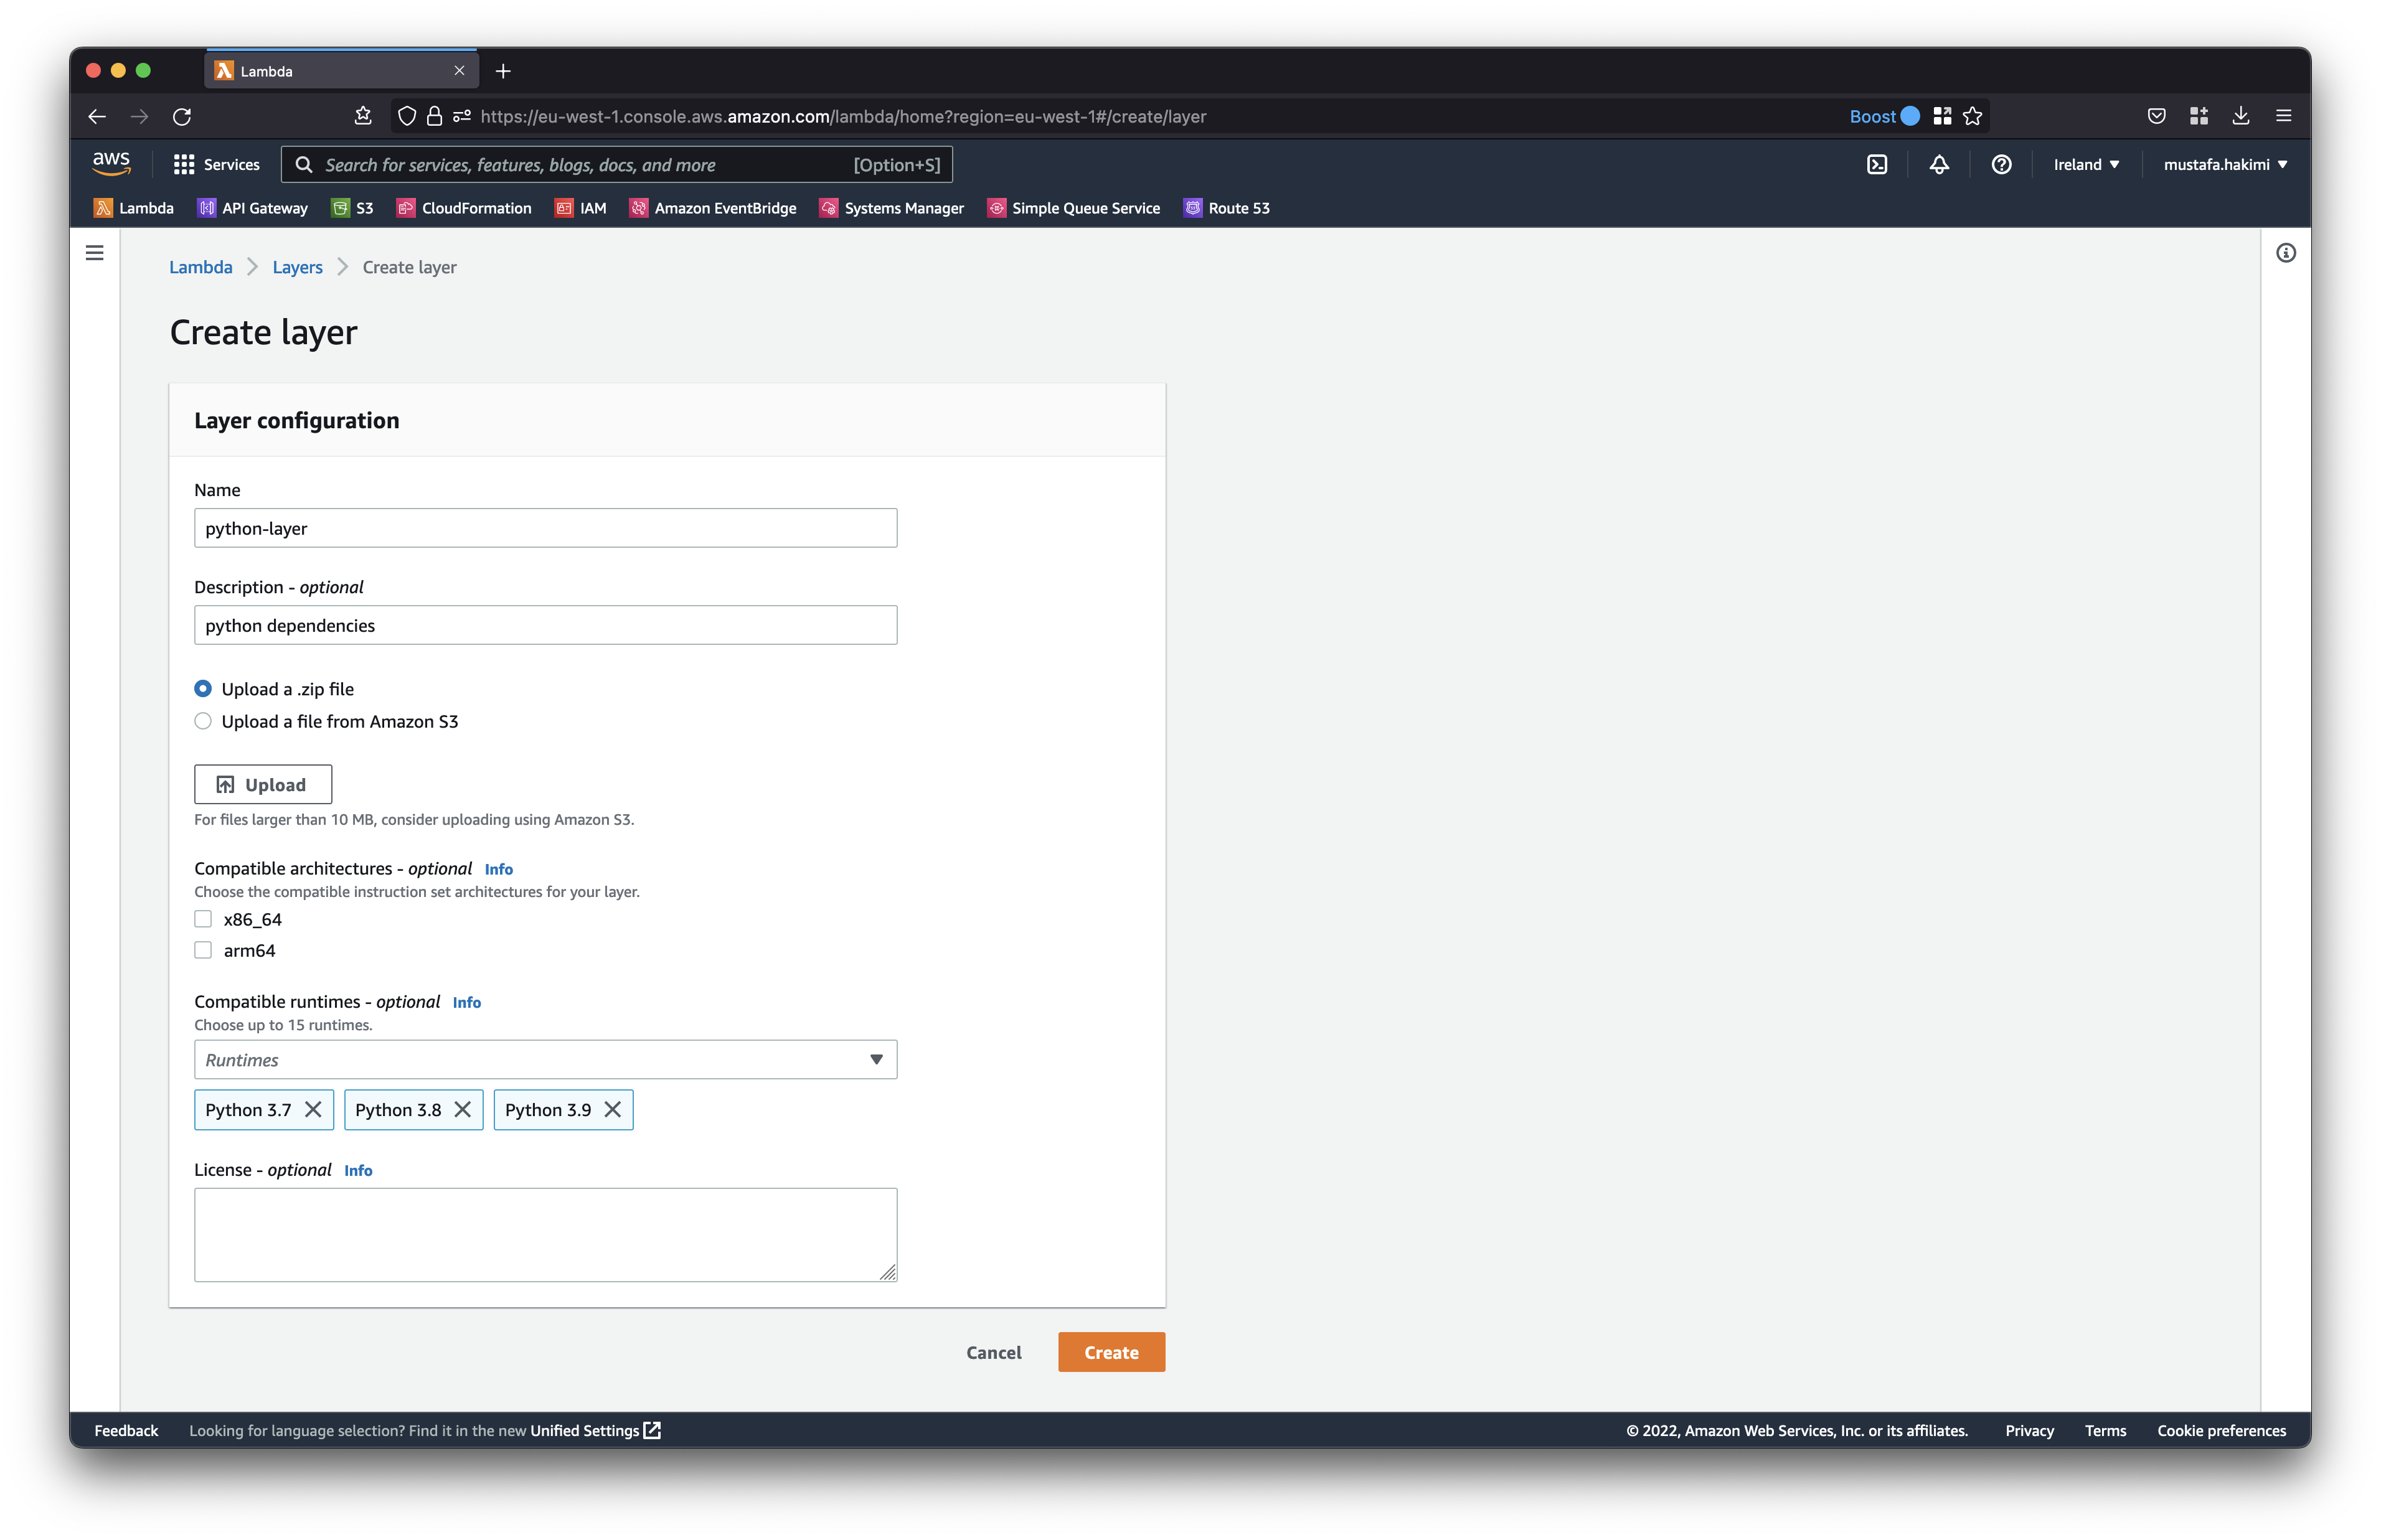 Lambda
https://eu-west-1.console.aws.amazon.com/lambda/home?region=eu-west-1#/create/layer Boost
aws Services Search for services, features, blogs, docs, and more [Option+S] Ireland mustafa.hakimi
Lambda API Gateway S3 CloudFormation IAM Amazon EventBridge Systems Manager Simple Queue Service Route 53
Lambda Layers Create layer
Create layer
Layer configuration
Name
python-layer
Description - optional
python dependencies
Upload a .zip file
Upload a file from Amazon S3
Upload
For files larger than 10 MB, consider uploading using Amazon S3.
Compatible architectures - optional Info
Choose the compatible instruction set architectures for your layer.
x86_64
arm64
Compatible runtimes - optional Info
Choose up to 15 runtimes.
Runtimes
Python 3.7 Python 3.8 Python 3.9
License - optional Info
Cancel Create
Feedback Looking for language selection? Find it in the new Unified Settings © 2022, Amazon Web Services, Inc. or its affiliates. Privacy Terms Cookie preferences